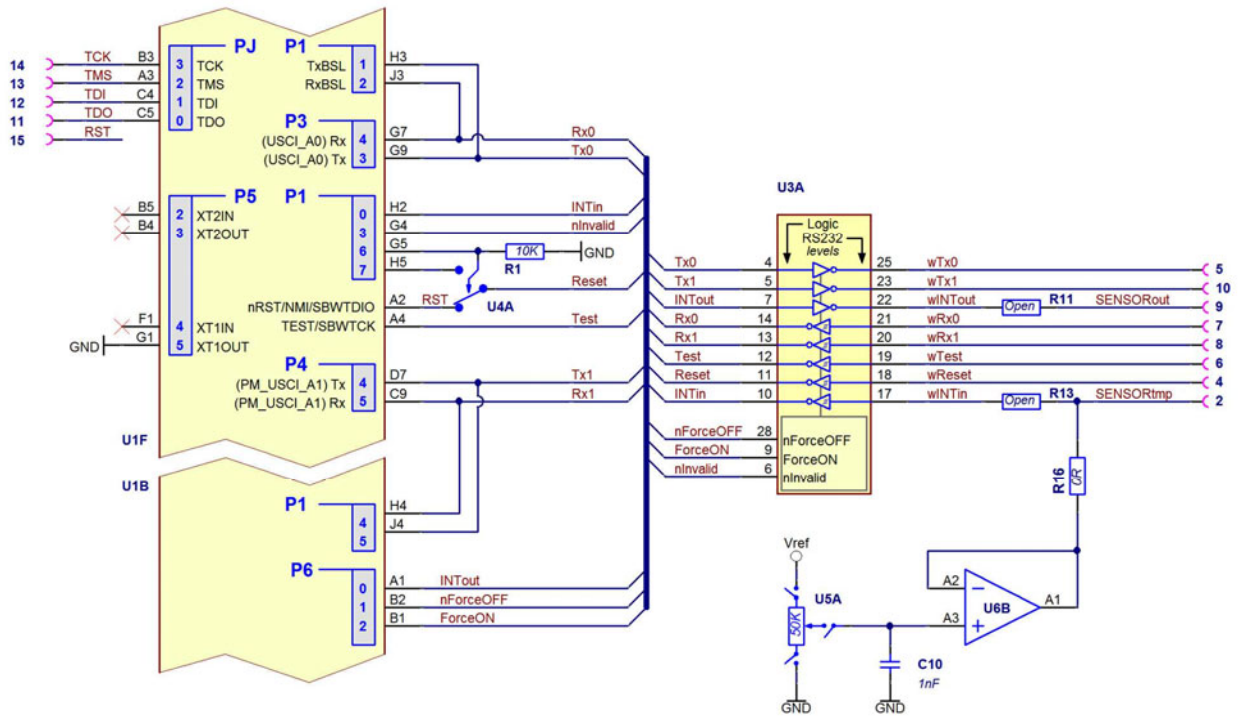 PJ P1
14 TCK B3 3 TCK TxBSL 1 H3
13 TMS A3 2 TMS RxBSL 2 J3
12 TDI C4 1 TDI
11 TDO C5 0 TDO P3
15 RST (USCI_A0) Rx 4 G7 Rx0
(USCI_A0) Tx 3 G9 Tx0
P5 P1
B5 2 XT2IN 0 H2 INTin
B4 3 XT2OUT 3 G4 nInvalid
6 G5 10K GND
7 H5 R1
Reset
nRST/NMI/SBWTDIO A2 RST U4A
F1 4 XT1IN TEST/SBWTCK A4 Test
GND G1 5 XT1OUT
P4
(PM_USCI_A1) Tx 4 D7 Tx1
(PM_USCI_A1) Rx 5 C9 Rx1
U1F
U1B
P1
4 H4
5 J4
P6
0 A1 INTout
1 B2 nForceOFF
2 B1 ForceON
U3A
Logic
RS232
levels
Tx0 4 25 wTx0 5
Tx1 5 23 wTx1 10
INTout 7 22 wINTout Open R11 SENSORout 9
Rx0 14 21 wRx0 7
Rx1 13 20 wRx1 8
Test 12 19 wTest 6
Reset 11 18 wReset 4
INTin 10 17 wINTin Open R13 SENSORtmp 2
nForceOFF 28 nForceOFF
ForceON 9 ForceON
nInvalid 6 nInvalid
R16 0R
Vref
U5A
50K
A2 −
U6B A1
A3 +
C10
1nF
GND GND